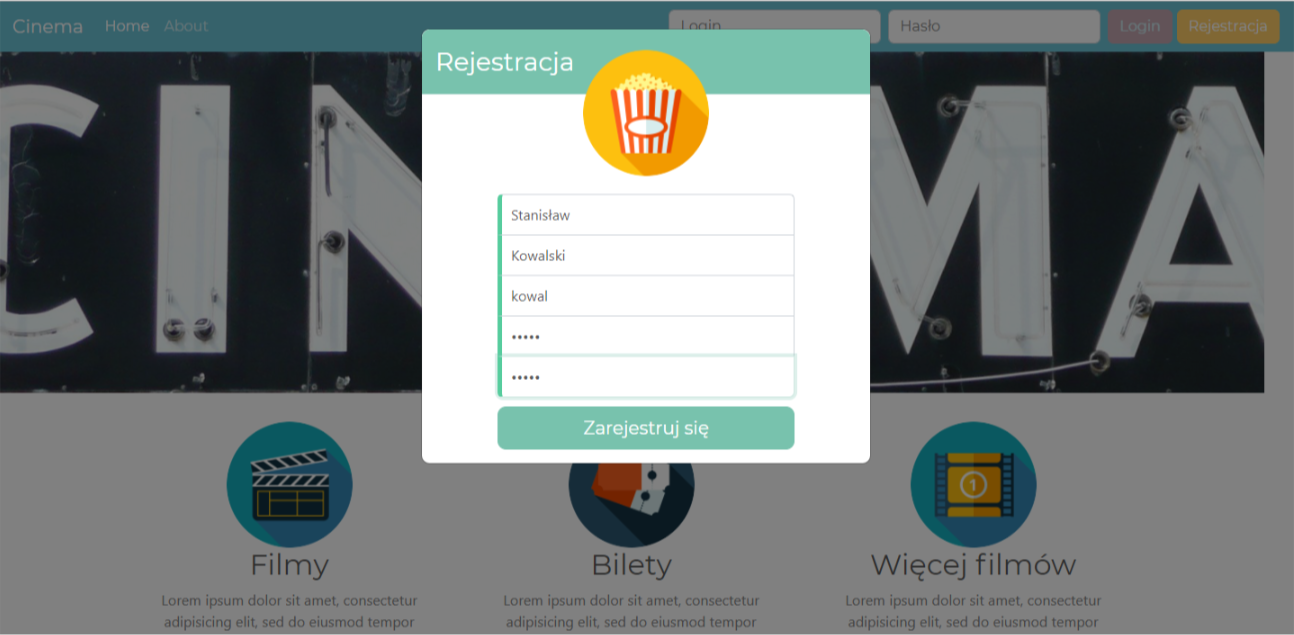 Cinema Home About Login Hasło Login Rejestracja
Rejestracja
CINEMA
Stanisław
Kowalski
kowal
•••••
•••••
Zarejestruj się
1
Filmy Bilety Więcej filmów
Lorem ipsum dolor sit amet, consectetur Lorem ipsum dolor sit amet, consectetur Lorem ipsum dolor sit amet, consectetur
adipisicing elit, sed do eiusmod tempor adipisicing elit, sed do eiusmod tempor adipisicing elit, sed do eiusmod tempor